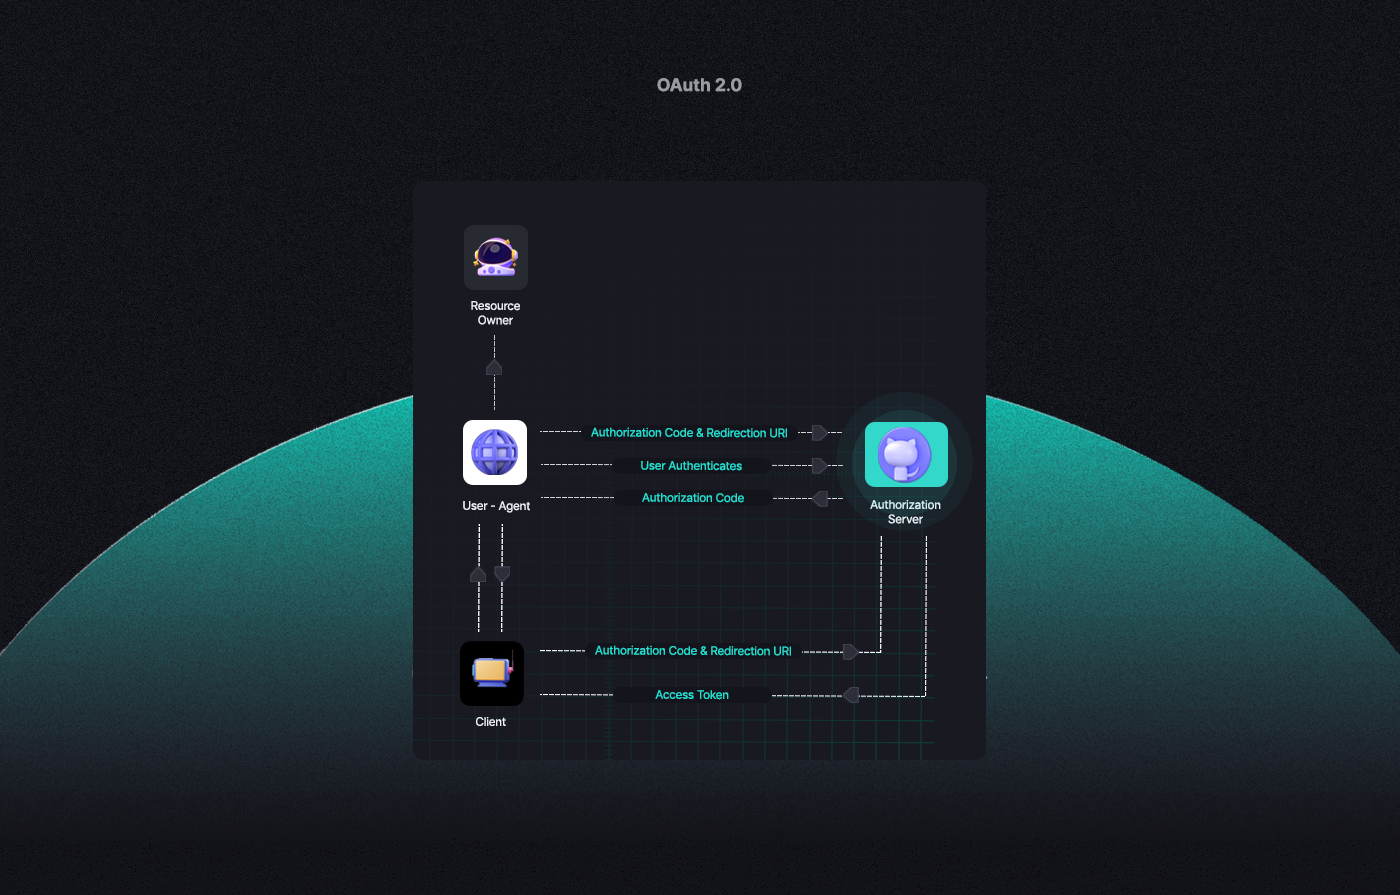 OAuth 2.0
Resource
Owner
Authorization Code & Redirection URI
User Authenticates
Authorization Code
User - Agent
Authorization
Server
Authorization Code & Redirection URI
Access Token
Client